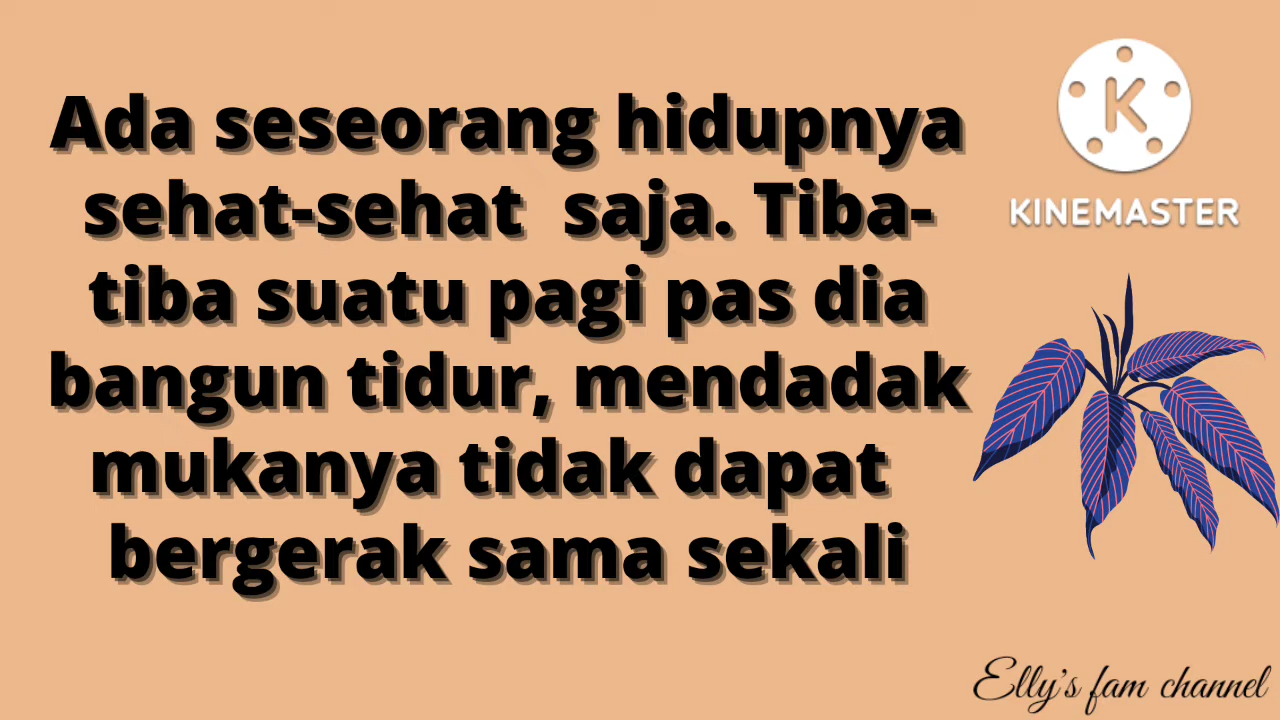 Ada seseorang hidupnya
sehat-sehat saja. Tiba-
tiba suatu pagi pas dia
bangun tidur, mendadak
mukanya tidak dapat
bergerak sama sekali
K
KINEMASTER
Elly's fam channel